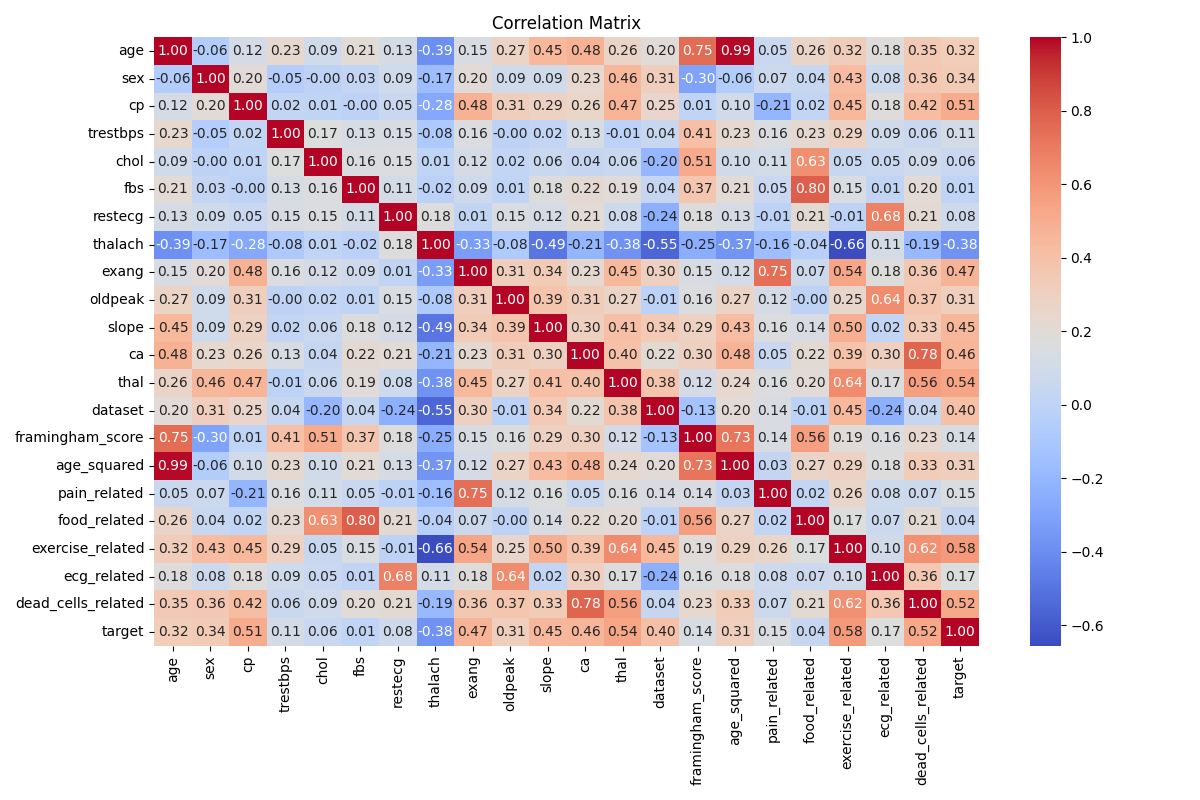 Correlation Matrix
age 1.00 -0.06 0.12 0.23 0.09 0.21 0.13 -0.39 0.15 0.27 0.45 0.48 0.26 0.20 0.75 0.99 0.05 0.26 0.32 0.18 0.35 0.32 1.0
sex -0.06 1.00 0.20 -0.05 -0.00 0.03 0.09 -0.17 0.20 0.09 0.09 0.23 0.46 0.31 -0.30 -0.06 0.07 0.04 0.43 0.08 0.36 0.34
cp 0.12 0.20 1.00 0.02 0.01 -0.00 0.05 -0.28 0.48 0.31 0.29 0.26 0.47 0.25 0.01 0.10 -0.21 0.02 0.45 0.18 0.42 0.51 0.8
trestbps 0.23 -0.05 0.02 1.00 0.17 0.13 0.15 -0.08 0.16 -0.00 0.02 0.13 -0.01 0.04 0.41 0.23 0.16 0.23 0.29 0.09 0.06 0.11
chol 0.09 -0.00 0.01 0.17 1.00 0.16 0.15 0.01 0.12 0.02 0.06 0.04 0.06 -0.20 0.51 0.10 0.11 0.63 0.05 0.05 0.09 0.06
fbs 0.21 0.03 -0.00 0.13 0.16 1.00 0.11 -0.02 0.09 0.01 0.18 0.22 0.19 0.04 0.37 0.21 0.05 0.80 0.15 0.01 0.20 0.01 0.6
restecg 0.13 0.09 0.05 0.15 0.15 0.11 1.00 0.18 0.01 0.15 0.12 0.21 0.08 -0.24 0.18 0.13 -0.01 0.21 -0.01 0.68 0.21 0.08
thalach -0.39 -0.17 -0.28 -0.08 0.01 -0.02 0.18 1.00 -0.33 -0.08 -0.49 -0.21 -0.38 -0.55 -0.25 -0.37 -0.16 -0.04 -0.66 0.11 -0.19 -0.38
exang 0.15 0.20 0.48 0.16 0.12 0.09 0.01 -0.33 1.00 0.31 0.34 0.23 0.45 0.30 0.15 0.12 0.75 0.07 0.54 0.18 0.36 0.47 0.4
oldpeak 0.27 0.09 0.31 -0.00 0.02 0.01 0.15 -0.08 0.31 1.00 0.39 0.31 0.27 -0.01 0.16 0.27 0.12 -0.00 0.25 0.64 0.37 0.31
slope 0.45 0.09 0.29 0.02 0.06 0.18 0.12 -0.49 0.34 0.39 1.00 0.30 0.41 0.34 0.29 0.43 0.16 0.14 0.50 0.02 0.33 0.45 0.2
ca 0.48 0.23 0.26 0.13 0.04 0.22 0.21 -0.21 0.23 0.31 0.30 1.00 0.40 0.22 0.30 0.48 0.05 0.22 0.39 0.30 0.78 0.46
thal 0.26 0.46 0.47 -0.01 0.06 0.19 0.08 -0.38 0.45 0.27 0.41 0.40 1.00 0.38 0.12 0.24 0.16 0.20 0.64 0.17 0.56 0.54
dataset 0.20 0.31 0.25 0.04 -0.20 0.04 -0.24 -0.55 0.30 -0.01 0.34 0.22 0.38 1.00 -0.13 0.20 0.14 -0.01 0.45 -0.24 0.04 0.40 0.0
framingham_score 0.75 -0.30 0.01 0.41 0.51 0.37 0.18 -0.25 0.15 0.16 0.29 0.30 0.12 -0.13 1.00 0.73 0.14 0.56 0.19 0.16 0.23 0.14
age_squared 0.99 -0.06 0.10 0.23 0.10 0.21 0.13 -0.37 0.12 0.27 0.43 0.48 0.24 0.20 0.73 1.00 0.03 0.27 0.29 0.18 0.33 0.31
pain_related 0.05 0.07 -0.21 0.16 0.11 0.05 -0.01 -0.16 0.75 0.12 0.16 0.05 0.16 0.14 0.14 0.03 1.00 0.02 0.26 0.08 0.07 0.15 −0.2
food_related 0.26 0.04 0.02 0.23 0.63 0.80 0.21 -0.04 0.07 -0.00 0.14 0.22 0.20 -0.01 0.56 0.27 0.02 1.00 0.17 0.07 0.21 0.04
exercise_related 0.32 0.43 0.45 0.29 0.05 0.15 -0.01 -0.66 0.54 0.25 0.50 0.39 0.64 0.45 0.19 0.29 0.26 0.17 1.00 0.10 0.62 0.58 −0.4
ecg_related 0.18 0.08 0.18 0.09 0.05 0.01 0.68 0.11 0.18 0.64 0.02 0.30 0.17 -0.24 0.16 0.18 0.08 0.07 0.10 1.00 0.36 0.17
dead_cells_related 0.35 0.36 0.42 0.06 0.09 0.20 0.21 -0.19 0.36 0.37 0.33 0.78 0.56 0.04 0.23 0.33 0.07 0.21 0.62 0.36 1.00 0.52
target 0.32 0.34 0.51 0.11 0.06 0.01 0.08 -0.38 0.47 0.31 0.45 0.46 0.54 0.40 0.14 0.31 0.15 0.04 0.58 0.17 0.52 1.00 −0.6
age sex cp trestbps chol fbs restecg thalach exang oldpeak slope ca thal dataset framingham_score age_squared pain_related food_related exercise_related ecg_related dead_cells_related target